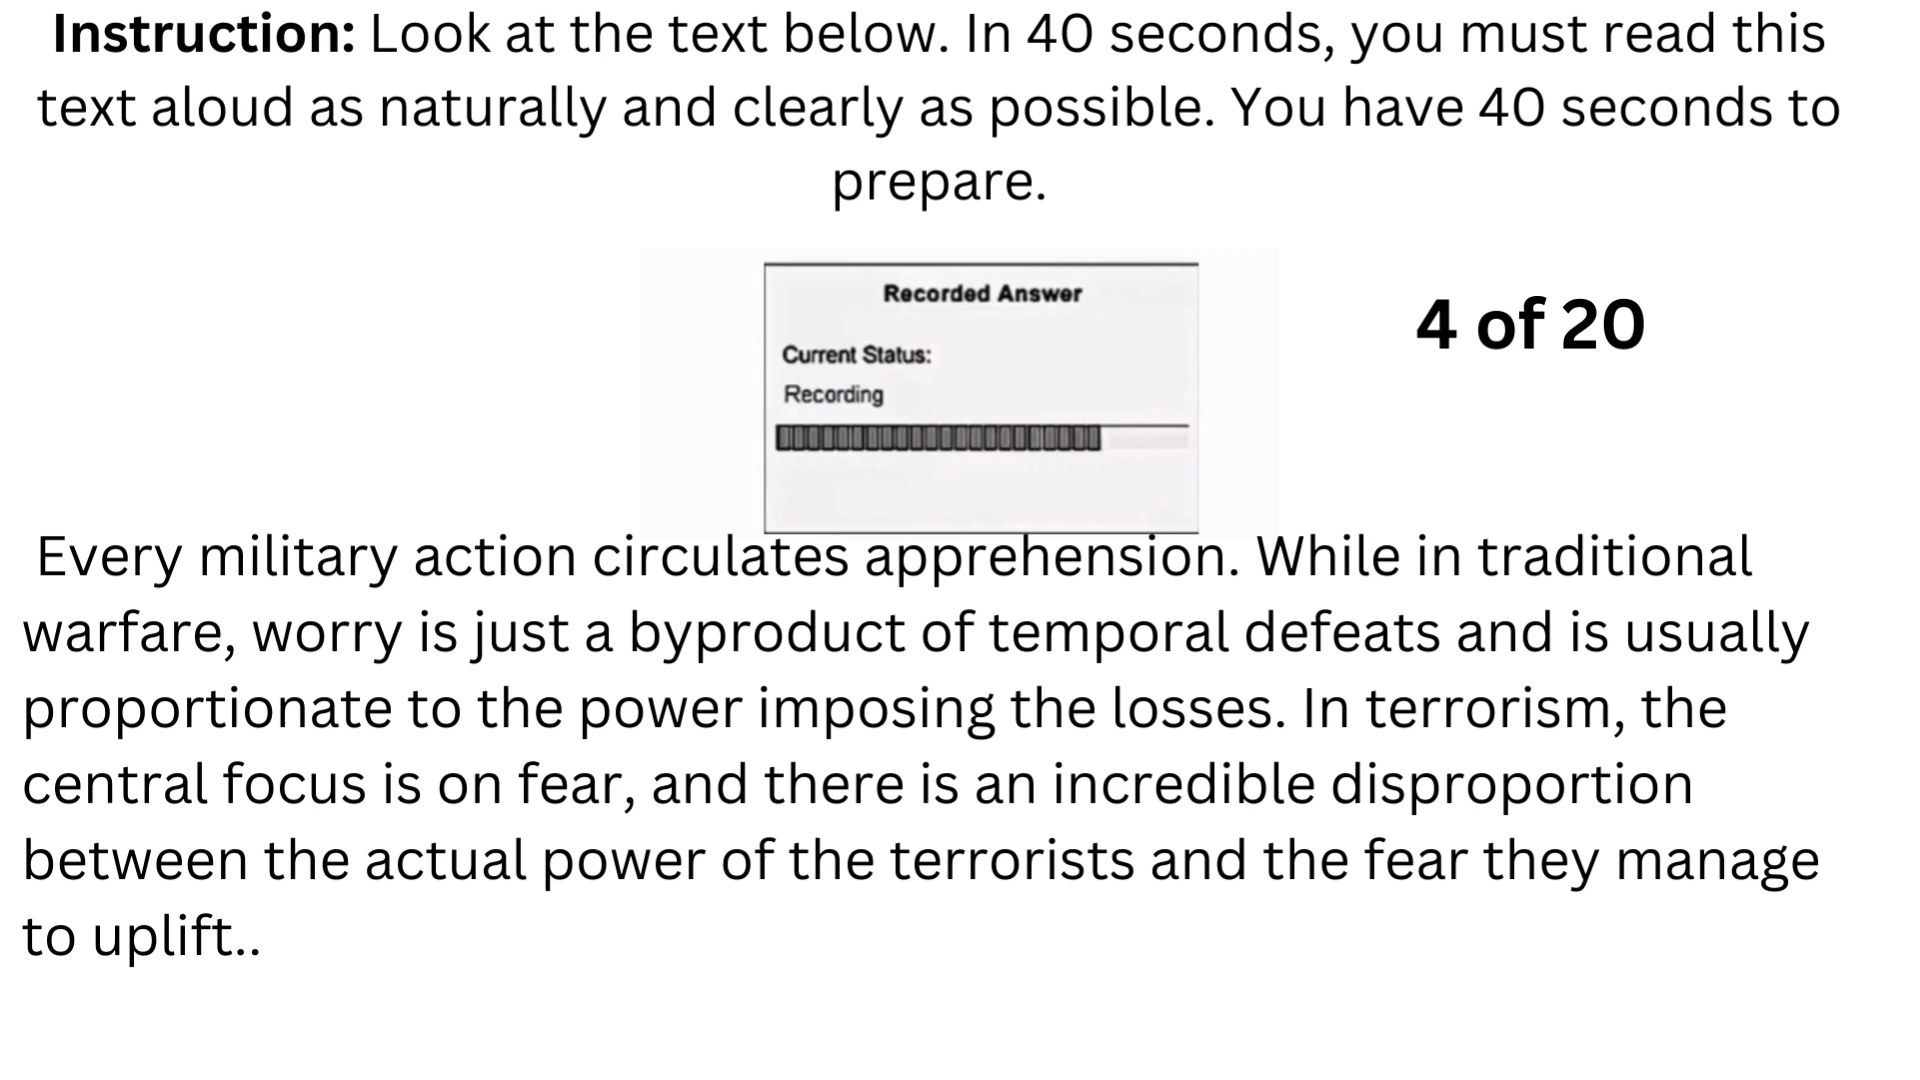 Instruction: Look at the text below. In 40 seconds, you must read this
text aloud as naturally and clearly as possible. You have 40 seconds to
prepare.
Recorded Answer
4 of 20
Current Status:
Recording
Every military action circulates apprehension. While in traditional
warfare, worry is just a byproduct of temporal defeats and is usually
proportionate to the power imposing the losses. In terrorism, the
central focus is on fear, and there is an incredible disproportion
between the actual power of the terrorists and the fear they manage
to uplift..